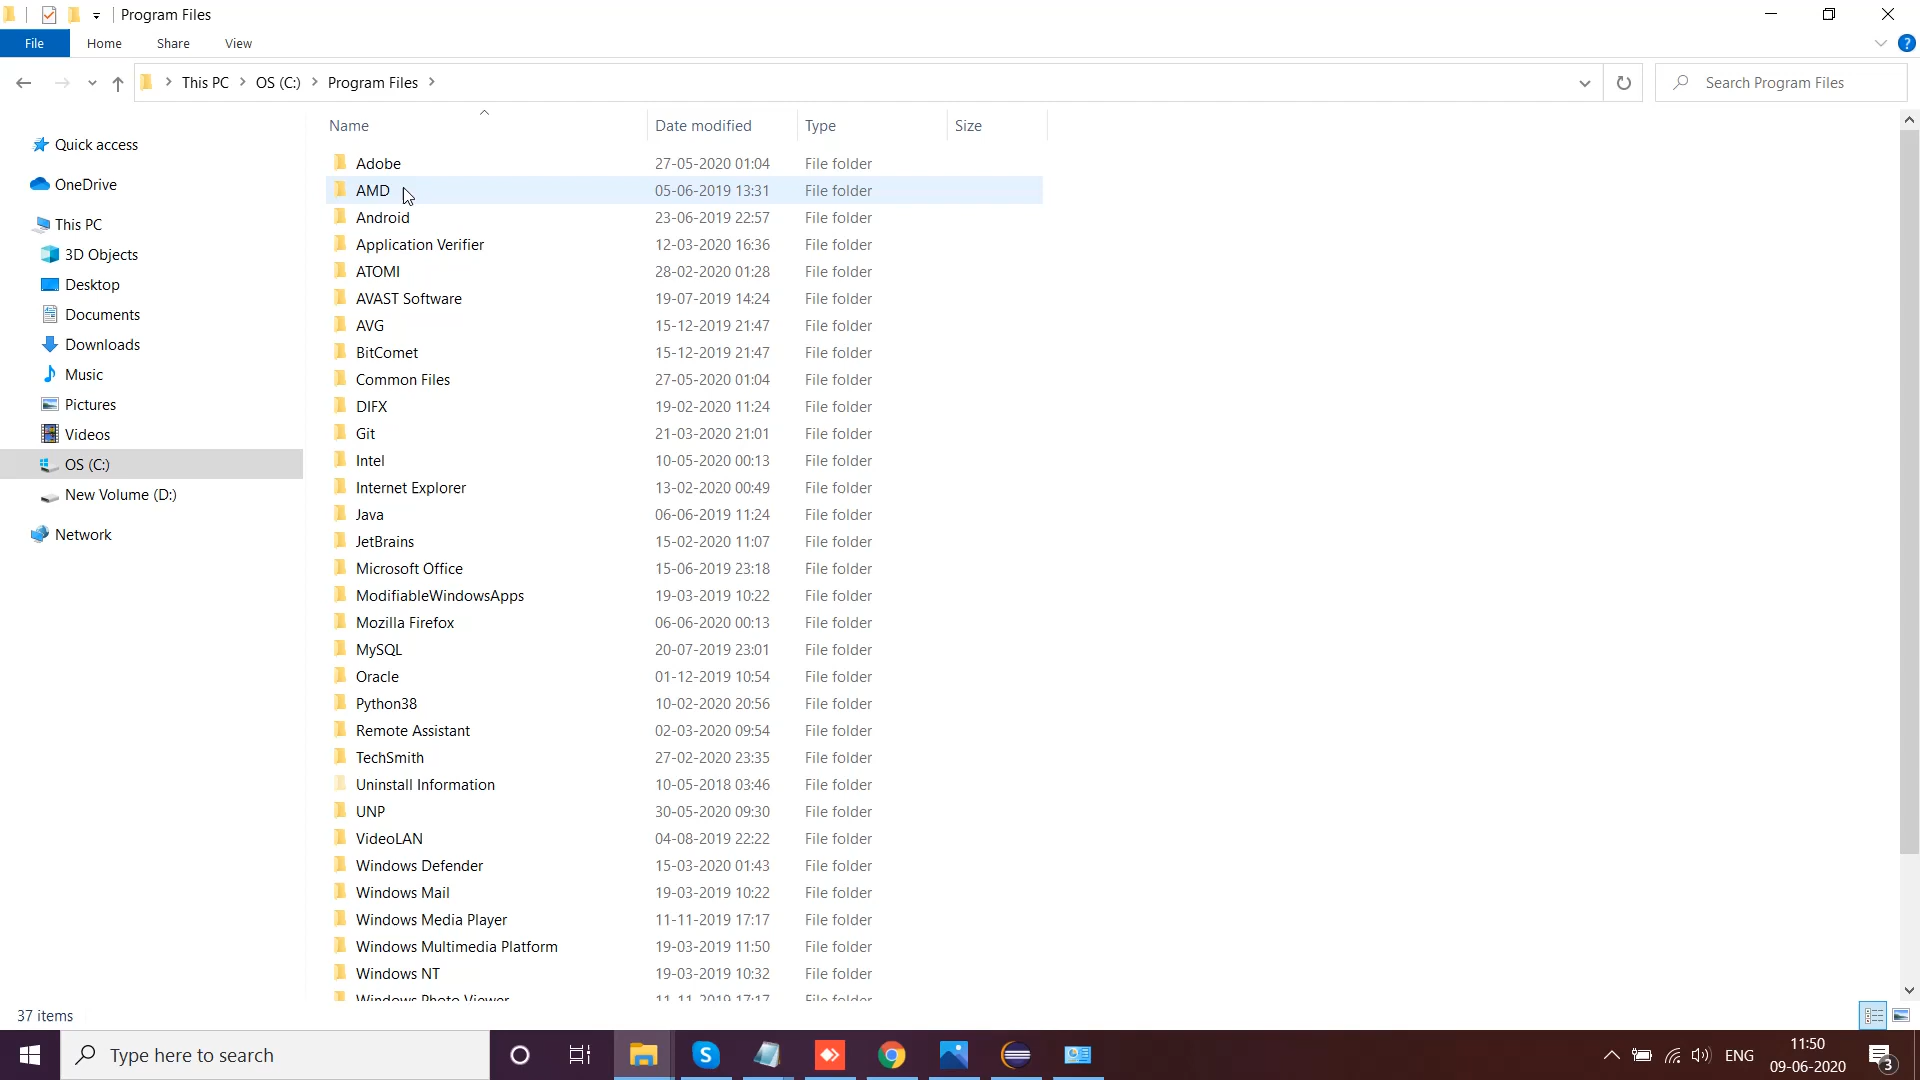 Program Files
File Home Share View
This PC OS (C:) Program Files
Search Program Files
Name Date modified Type Size
Quick access
OneDrive
This PC
3D Objects
Desktop
Documents
Downloads
Music
Pictures
Videos
OS (C:)
New Volume (D:)
Network
Adobe 27-05-2020 01:04 File folder
AMD 05-06-2019 13:31 File folder
Android 23-06-2019 22:57 File folder
Application Verifier 12-03-2020 16:36 File folder
ATOMI 28-02-2020 01:28 File folder
AVAST Software 19-07-2019 14:24 File folder
AVG 15-12-2019 21:47 File folder
BitComet 15-12-2019 21:47 File folder
Common Files 27-05-2020 01:04 File folder
DIFX 19-02-2020 11:24 File folder
Git 21-03-2020 21:01 File folder
Intel 10-05-2020 00:13 File folder
Internet Explorer 13-02-2020 00:49 File folder
Java 06-06-2019 11:24 File folder
JetBrains 15-02-2020 11:07 File folder
Microsoft Office 15-06-2019 23:18 File folder
ModifiableWindowsApps 19-03-2019 10:22 File folder
Mozilla Firefox 06-06-2020 00:13 File folder
MySQL 20-07-2019 23:01 File folder
Oracle 01-12-2019 10:54 File folder
Python38 10-02-2020 20:56 File folder
Remote Assistant 02-03-2020 09:54 File folder
TechSmith 27-02-2020 23:35 File folder
Uninstall Information 10-05-2018 03:46 File folder
UNP 30-05-2020 09:30 File folder
VideoLAN 04-08-2019 22:22 File folder
Windows Defender 15-03-2020 01:43 File folder
Windows Mail 19-03-2019 10:22 File folder
Windows Media Player 11-11-2019 17:17 File folder
Windows Multimedia Platform 19-03-2019 11:50 File folder
Windows NT 19-03-2019 10:32 File folder
Windows Photo Viewer 11-11-2019 17:17 File folder
37 items
Type here to search
ENG
11:50
09-06-2020
3